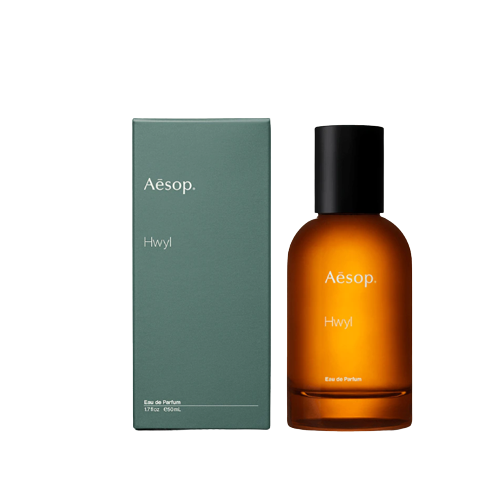 Aēsop.
Hwyl
Eau de Parfum
1.7 fl oz ℮50 mL
Aēsop.
Hwyl
Eau de Parfum